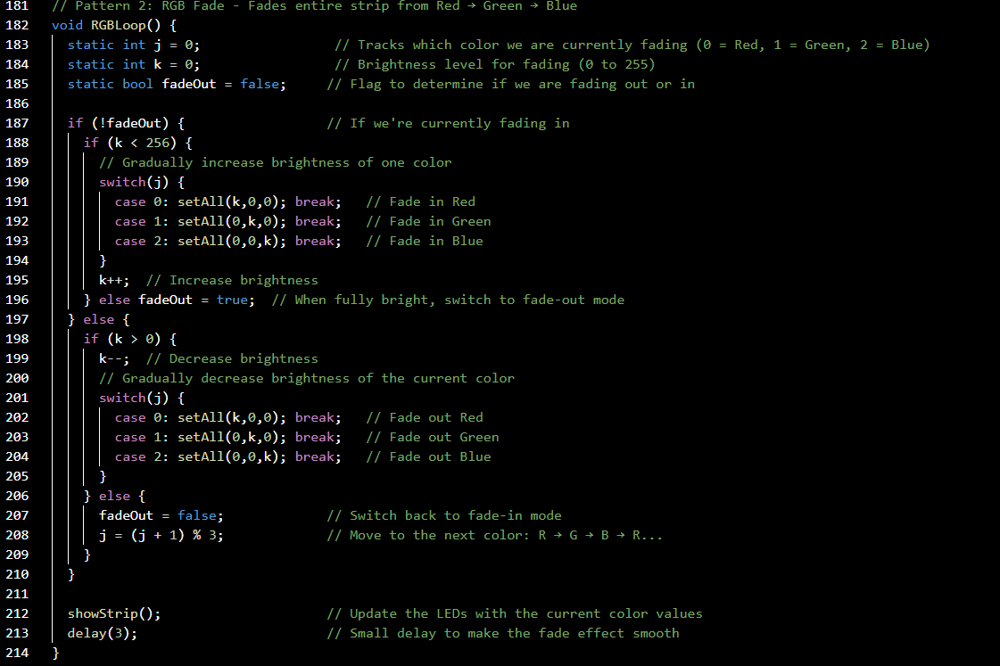 181 // Pattern 2: RGB Fade - Fades entire strip from Red → Green → Blue
182 void RGBLoop() {
183   static int j = 0;                 // Tracks which color we are currently fading (0 = Red, 1 = Green, 2 = Blue)
184   static int k = 0;                 // Brightness level for fading (0 to 255)
185   static bool fadeOut = false;     // Flag to determine if we are fading out or in
186
187   if (!fadeOut) {                  // If we're currently fading in
188     if (k < 256) {
189       // Gradually increase brightness of one color
190       switch(j) {
191         case 0: setAll(k,0,0); break;   // Fade in Red
192         case 1: setAll(0,k,0); break;   // Fade in Green
193         case 2: setAll(0,0,k); break;   // Fade in Blue
194       }
195       k++;  // Increase brightness
196     } else fadeOut = true;  // When fully bright, switch to fade-out mode
197   } else {
198     if (k > 0) {
199       k--;  // Decrease brightness
200       // Gradually decrease brightness of the current color
201       switch(j) {
202         case 0: setAll(k,0,0); break;   // Fade out Red
203         case 1: setAll(0,k,0); break;   // Fade out Green
204         case 2: setAll(0,0,k); break;   // Fade out Blue
205       }
206     } else {
207       fadeOut = false;             // Switch back to fade-in mode
208       j = (j + 1) % 3;             // Move to the next color: R → G → B → R...
209     }
210   }
211
212   showStrip();                     // Update the LEDs with the current color values
213   delay(3);                        // Small delay to make the fade effect smooth
214 }